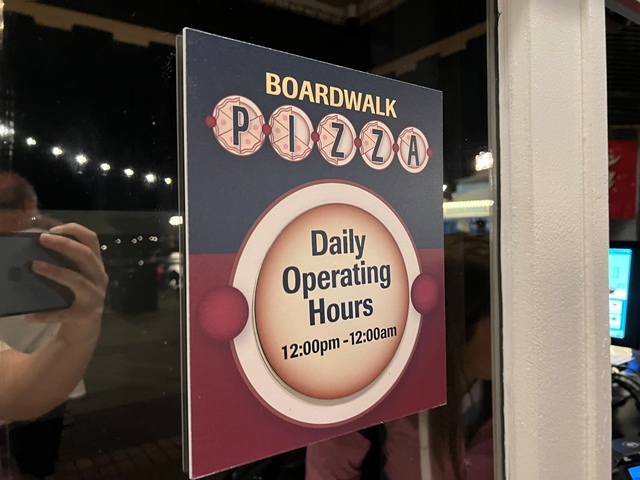 BOARDWALK
PIZZA
Daily
Operating
Hours
12:00pm -12:00am